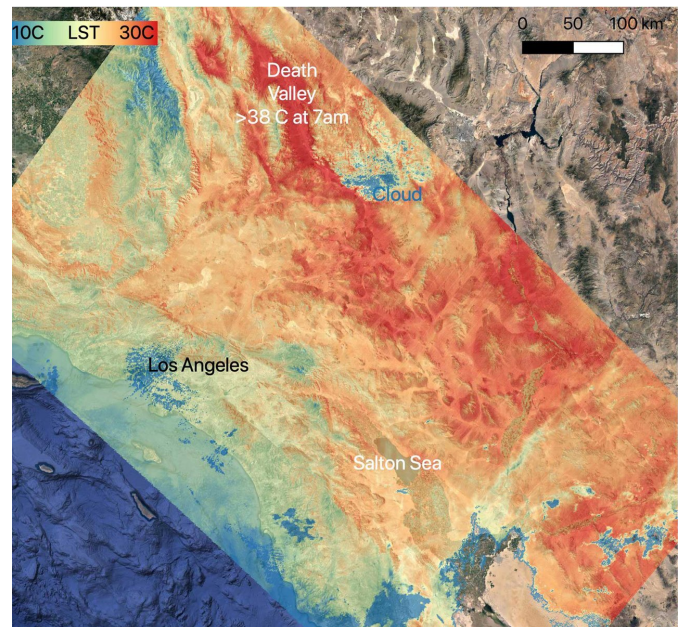 10C LST 30C
0 50 100 km
Death
Valley
>38 C at 7am
Cloud
Los Angeles
Salton Sea